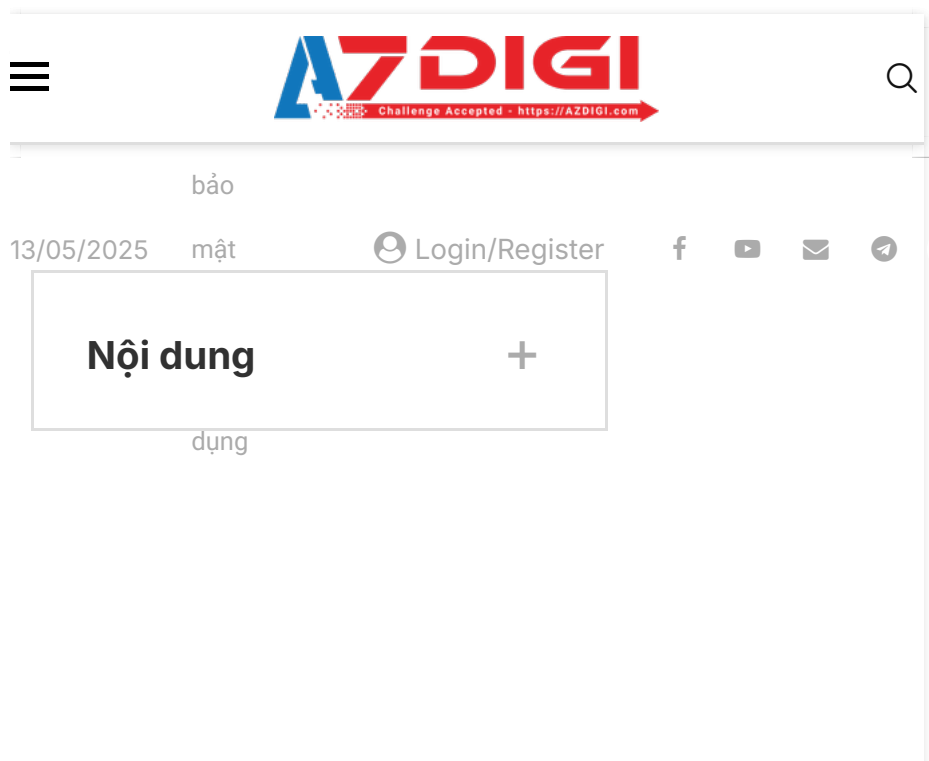 AZDIGI
Challenge Accepted - https://AZDIGI.com
bảo
13/05/2025 mật Login/Register
Nội dung +
dụng